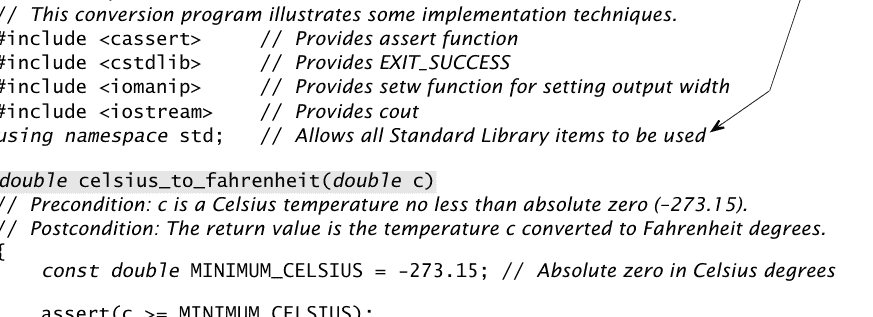 // This conversion program illustrates some implementation techniques.
#include <cassert> // Provides assert function
#include <cstdlib> // Provides EXIT_SUCCESS
#include <iomanip> // Provides setw function for setting output width
#include <iostream> // Provides cout
using namespace std; // Allows all Standard Library items to be used
double celsius_to_fahrenheit(double c)
// Precondition: c is a Celsius temperature no less than absolute zero (–273.15).
// Postcondition: The return value is the temperature c converted to Fahrenheit degrees.
{
const double MINIMUM_CELSIUS = -273.15; // Absolute zero in Celsius degrees
assert(c >= MINIMUM_CELSIUS);